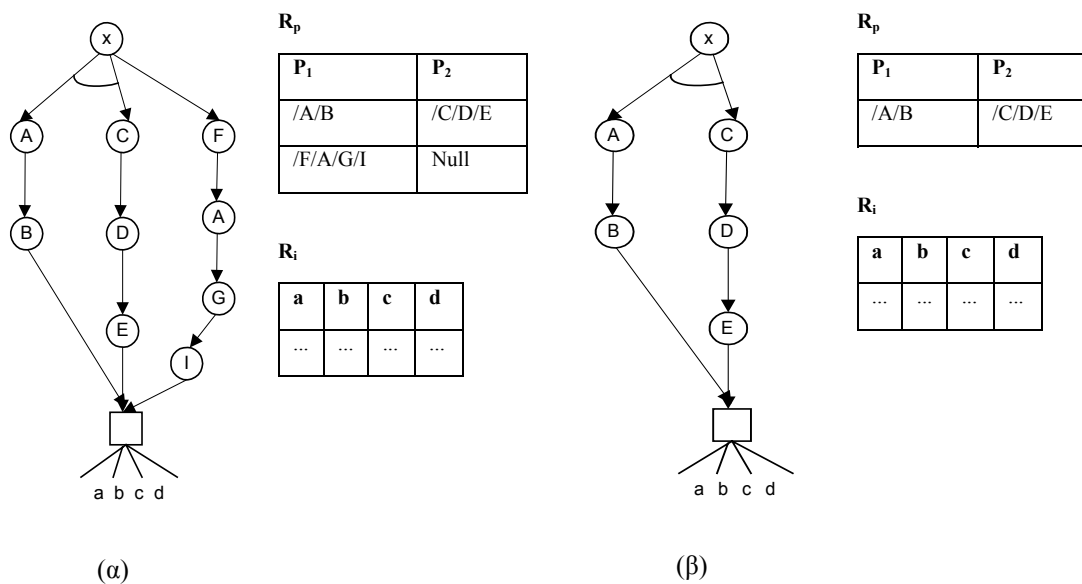 x
A C F
B D A
G
E
I
a b c d
(α)
Rp
P1 P2
/A/B /C/D/E
/F/A/G/I Null
Ri
a b c d
... ... ... ...
x
A C
B D
E
a b c d
(β)
Rp
P1 P2
/A/B /C/D/E
Ri
a b c d
... ... ... ...